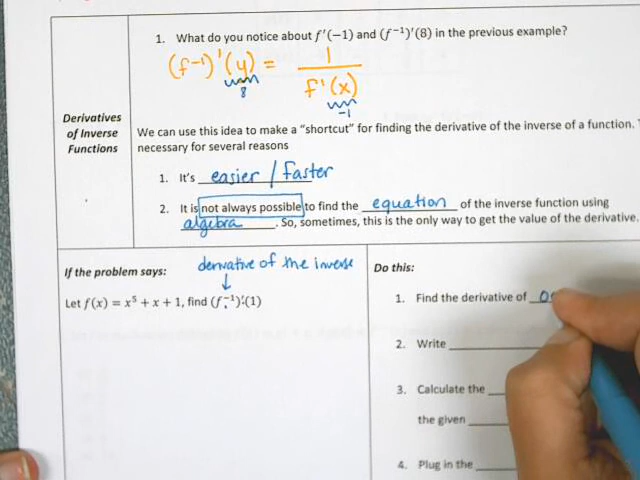 1. What do you notice about f'(−1) and (f⁻¹)'(8) in the previous example?
(f⁻¹)'(y) = 1 / f'(x)
8
-1
Derivatives
of Inverse
Functions
We can use this idea to make a "shortcut" for finding the derivative of the inverse of a function.
necessary for several reasons
1. It's easier / faster
2. It is not always possible to find the equation of the inverse function using
algebra. So, sometimes, this is the only way to get the value of the derivative.
If the problem says:
derivative of the inverse
Let f(x) = x⁵ + x + 1, find (f⁻¹)'(1)
Do this:
1. Find the derivative of
2. Write
3. Calculate the
the given
4. Plug in the